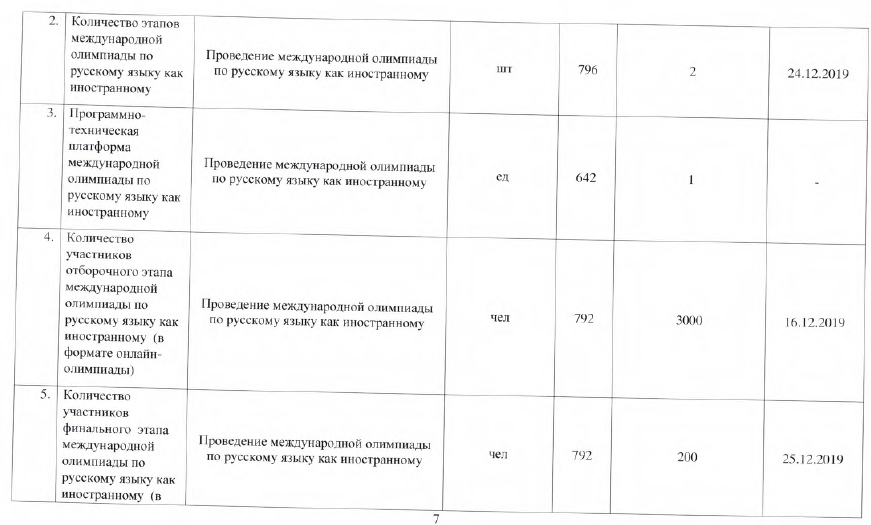 2.
Количество этапов
международной
олимпиады по
русскому языку как
иностранному
Проведение международной олимпиады
по русскому языку как иностранному
шт
796
2
24.12.2019
3.
Программно-
техническая
платформа
международной
олимпиады по
русскому языку как
иностранному
Проведение международной олимпиады
по русскому языку как иностранному
ед
642
1
-
4.
Количество
участников
отборочного этапа
международной
олимпиады по
русскому языку как
иностранному (в
формате онлайн-
олимпиады)
Проведение международной олимпиады
по русскому языку как иностранному
чел
792
3000
16.12.2019
5.
Количество
участников
финального этапа
международной
олимпиады по
русскому языку как
иностранному (в
Проведение международной олимпиады
по русскому языку как иностранному
чел
792
200
25.12.2019
7